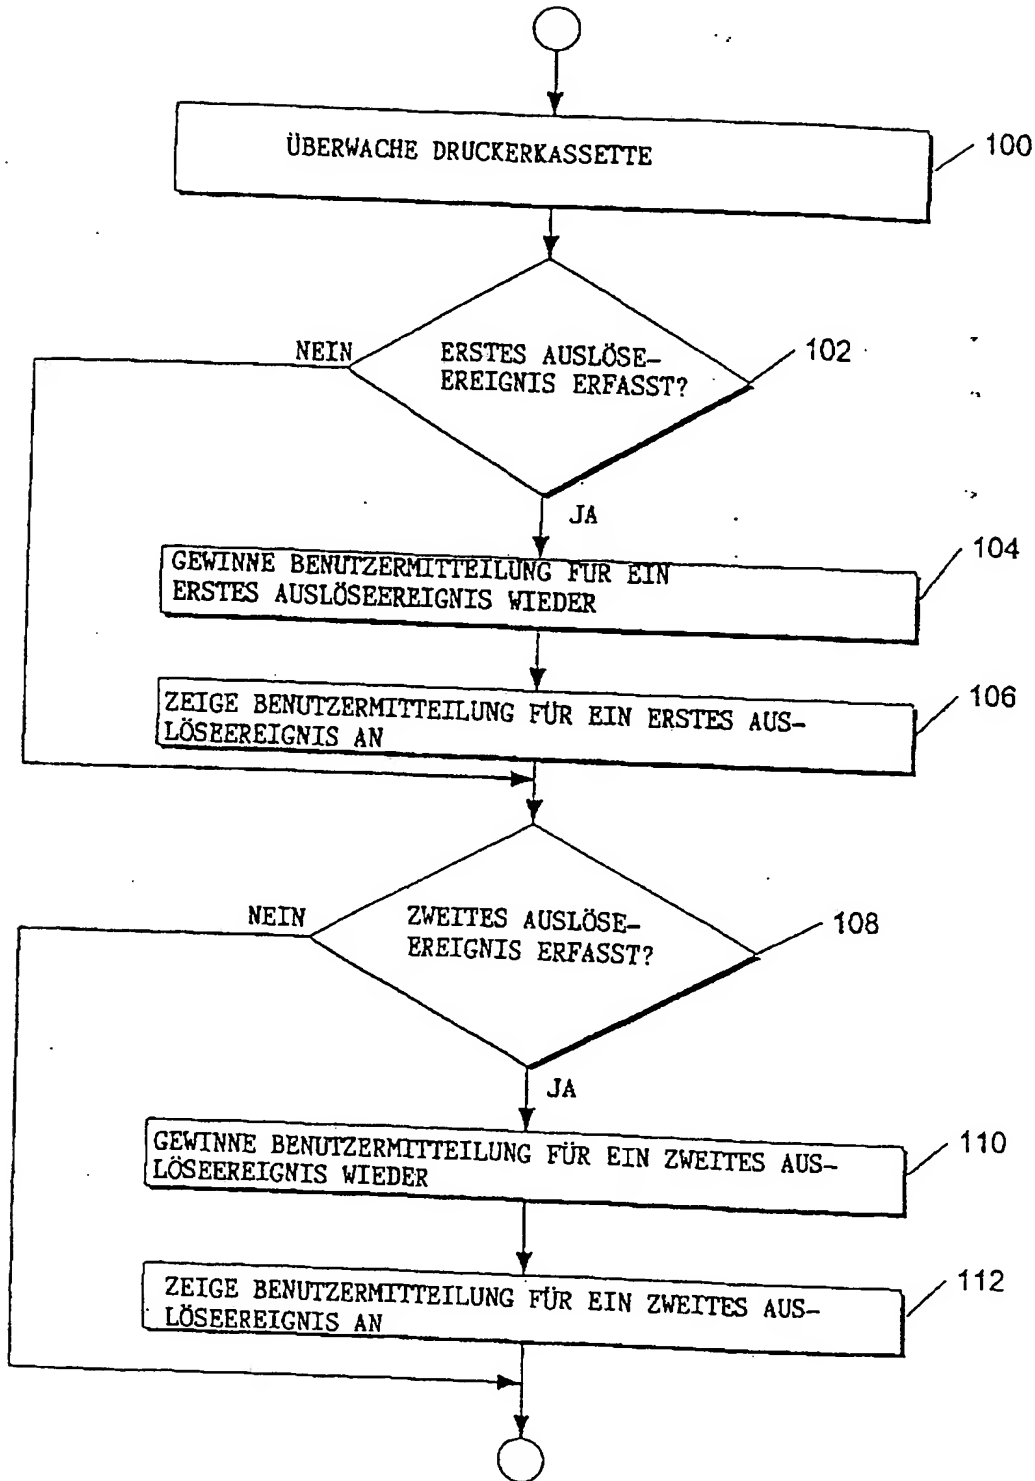 ÜBERWACHE DRUCKERKASSETTE
100
NEIN
ERSTES AUSLÖSE-
EREIGNIS ERFASST?
102
JA
GEWINNE BENUTZERMITTEILUNG FÜR EIN
ERSTES AUSLÖSEEREIGNIS WIEDER
104
ZEIGE BENUTZERMITTEILUNG FÜR EIN ERSTES AUS-
LÖSEEREIGNIS AN
106
NEIN
ZWEITES AUSLÖSE-
EREIGNIS ERFASST?
108
JA
GEWINNE BENUTZERMITTEILUNG FÜR EIN ZWEITES AUS-
LÖSEEREIGNIS WIEDER
110
ZEIGE BENUTZERMITTEILUNG FÜR EIN ZWEITES AUS-
LÖSEEREIGNIS AN
112